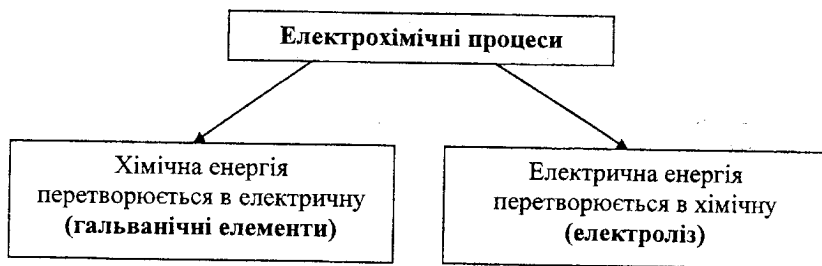 Електрохімічні процеси
Хімічна енергія
перетворюється в електричну
(гальванічні елементи)
Електрична енергія
перетворюється в хімічну
(електроліз)